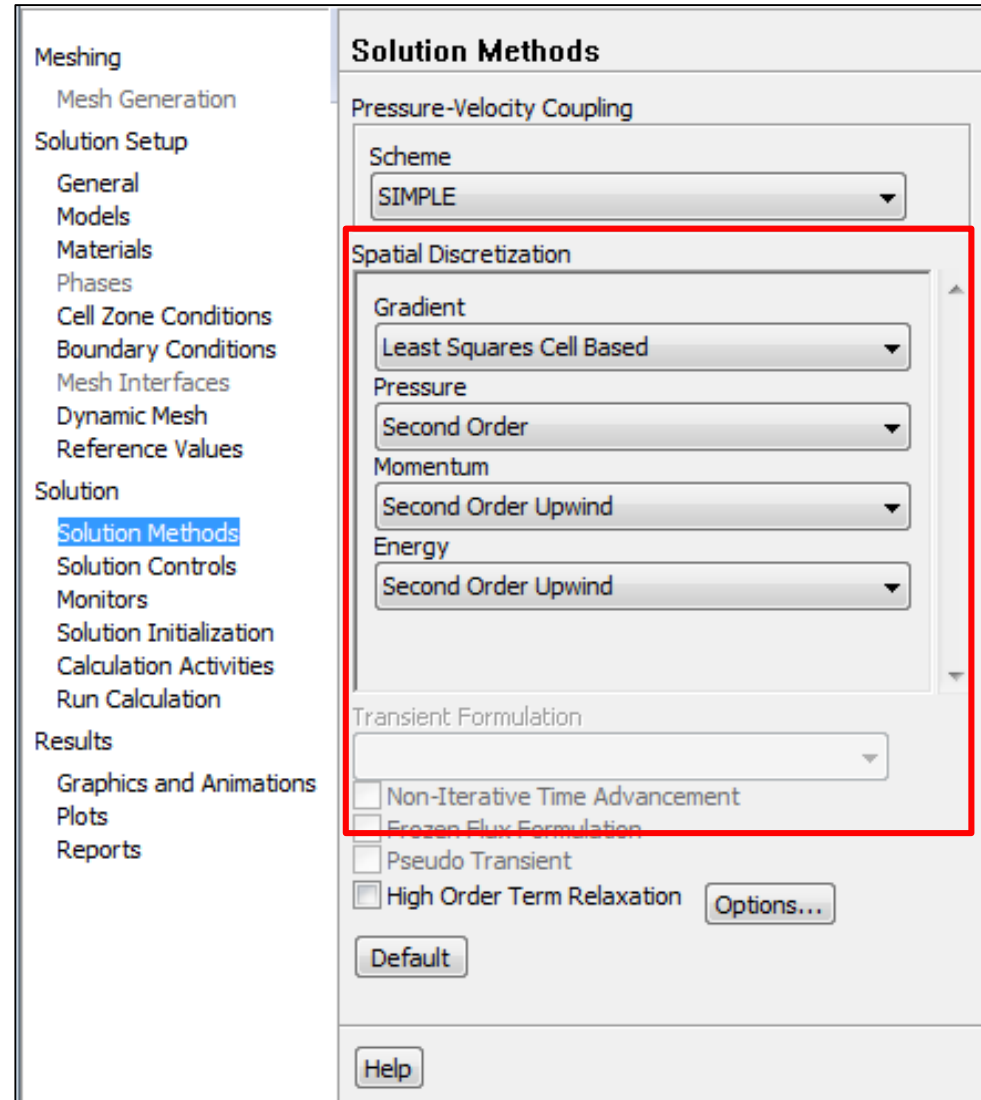 Meshing
Mesh Generation
Solution Setup
General
Models
Materials
Phases
Cell Zone Conditions
Boundary Conditions
Mesh Interfaces
Dynamic Mesh
Reference Values
Solution
Solution Methods
Solution Controls
Monitors
Solution Initialization
Calculation Activities
Run Calculation
Results
Graphics and Animations
Plots
Reports
Solution Methods
Pressure-Velocity Coupling
Scheme
SIMPLE
Spatial Discretization
Gradient
Least Squares Cell Based
Pressure
Second Order
Momentum
Second Order Upwind
Energy
Second Order Upwind
Transient Formulation
Non-Iterative Time Advancement
Frozen Flux Formulation
Pseudo Transient
High Order Term Relaxation
Options...
Default
Help